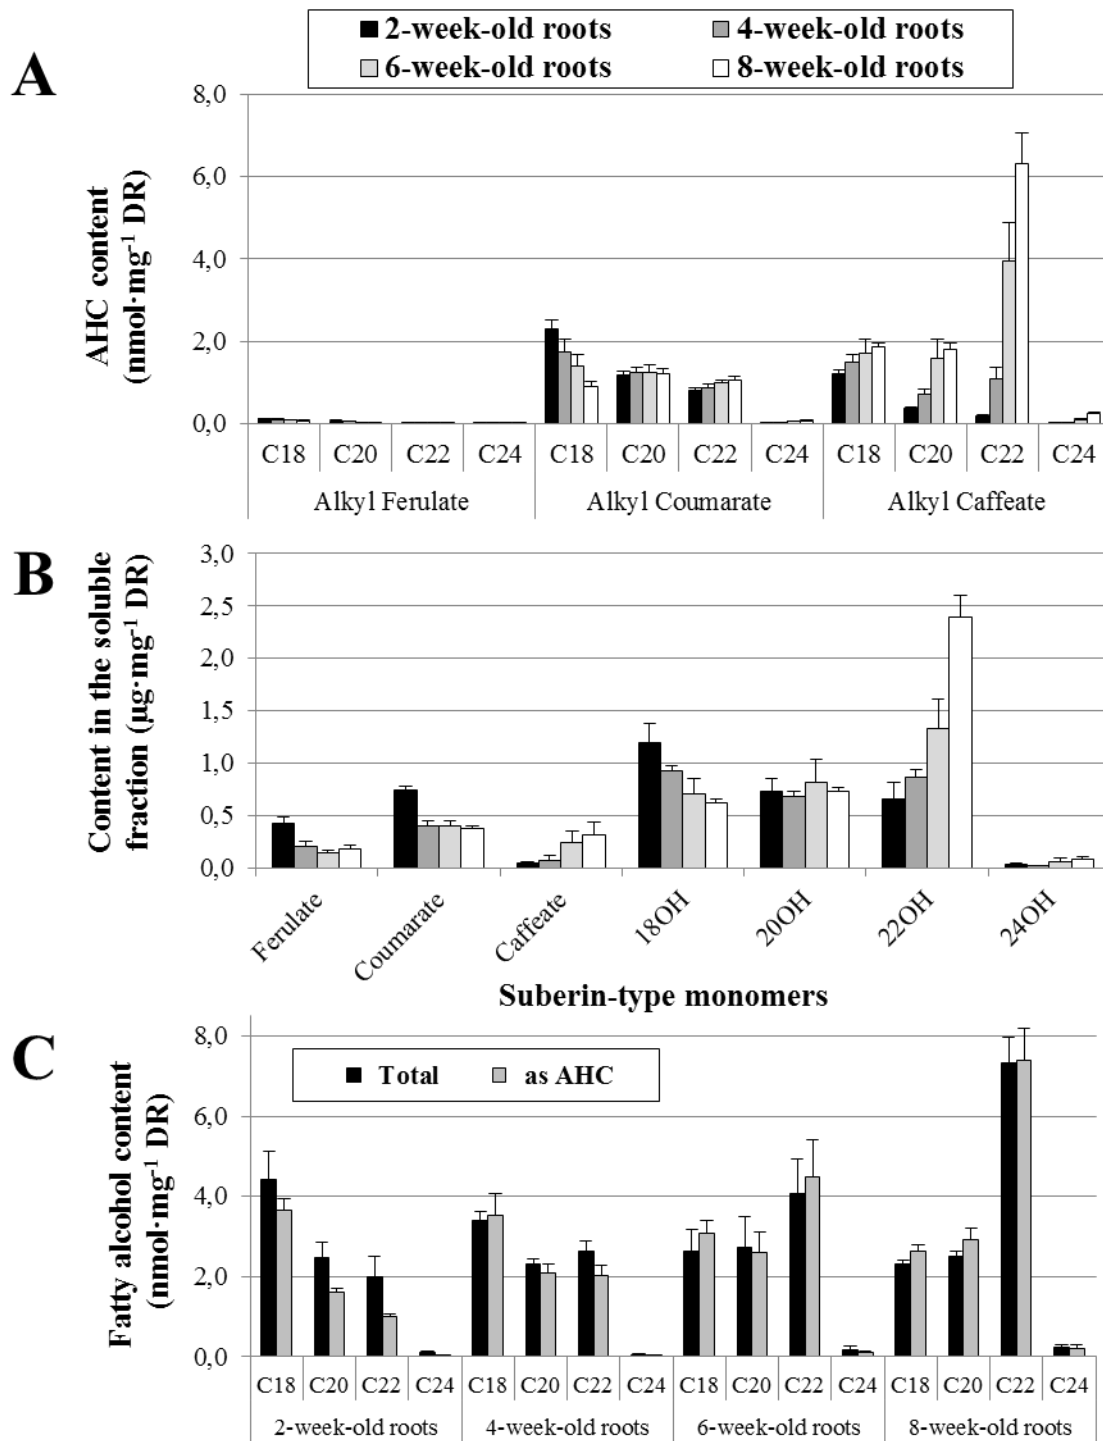 A
2-week-old roots 4-week-old roots
6-week-old roots 8-week-old roots
AHC content
(nmol·mg⁻¹ DR)
8,0
6,0
4,0
2,0
0,0
C18 C20 C22 C24 C18 C20 C22 C24 C18 C20 C22 C24
Alkyl Ferulate Alkyl Coumarate Alkyl Caffeate
B
Content in the soluble
fraction (µg·mg⁻¹ DR)
3,0
2,5
2,0
1,5
1,0
0,5
0,0
Ferulate
Coumarate
Caffeate
18OH
20OH
22OH
24OH
Suberin-type monomers
C
Total as AHC
Fatty alcohol content
(nmol·mg⁻¹ DR)
8,0
6,0
4,0
2,0
0,0
C18 C20 C22 C24 C18 C20 C22 C24 C18 C20 C22 C24 C18 C20 C22 C24
2-week-old roots 4-week-old roots 6-week-old roots 8-week-old roots